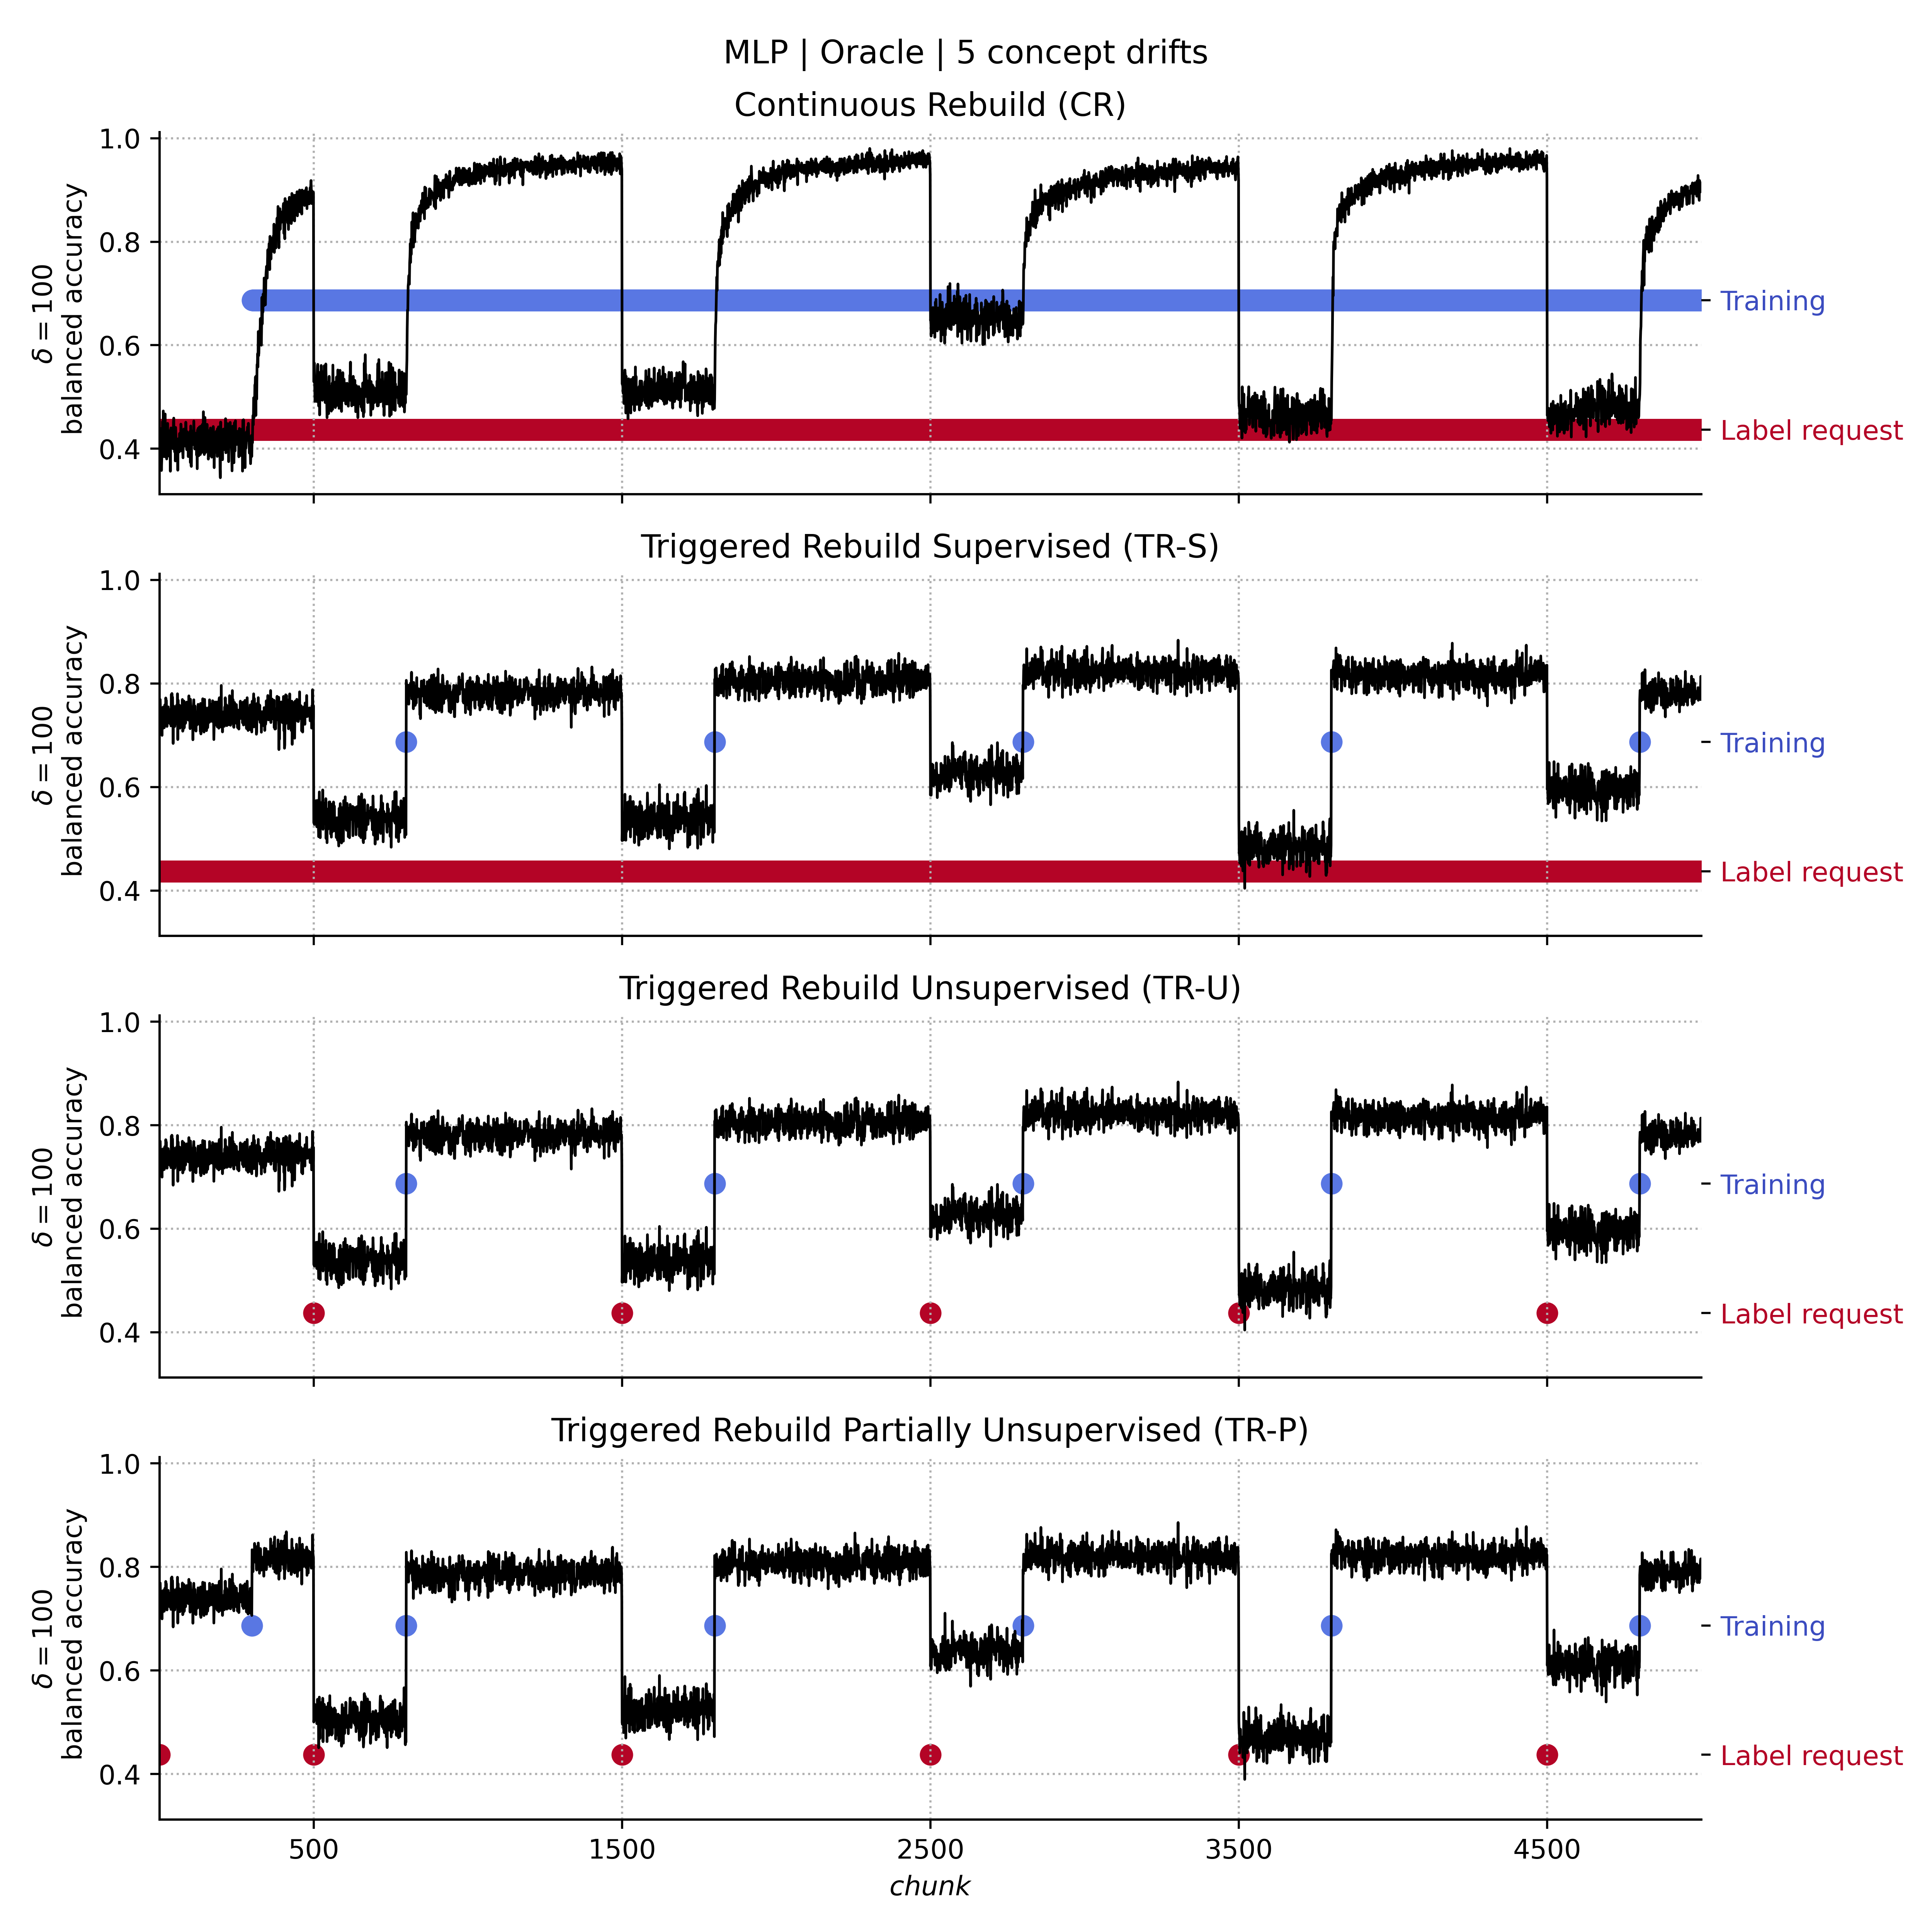 MLP | Oracle | 5 concept drifts
Continuous Rebuild (CR)
δ = 100
balanced accuracy
1.0
0.8
0.6
0.4
Training
Label request
Triggered Rebuild Supervised (TR-S)
δ = 100
balanced accuracy
1.0
0.8
0.6
0.4
Training
Label request
Triggered Rebuild Unsupervised (TR-U)
δ = 100
balanced accuracy
1.0
0.8
0.6
0.4
Training
Label request
Triggered Rebuild Partially Unsupervised (TR-P)
δ = 100
balanced accuracy
1.0
0.8
0.6
0.4
Training
Label request
500 1500 2500 3500 4500
chunk